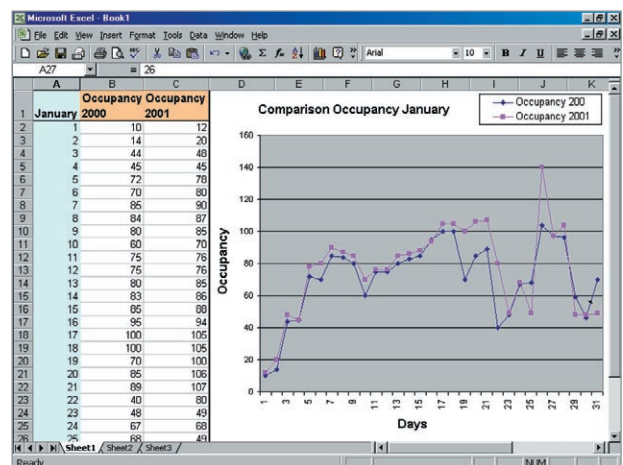 Microsoft Excel - Book1
File Edit View Insert Format Tools Data Window Help
Arial 10 B I U
A27 = 26
A B C D E F G H I J K
1 January Occupancy 2000 Occupancy 2001
2 1 10 12
3 2 14 20
4 3 44 48
5 4 45 45
6 5 72 78
7 6 70 80
8 7 85 90
9 8 84 87
10 9 80 85
11 10 60 70
12 11 75 76
13 12 75 76
14 13 80 85
15 14 83 86
16 15 85 88
17 16 95 94
18 17 100 105
19 18 100 105
20 19 70 100
21 20 85 106
22 21 89 107
23 22 40 80
24 23 48 49
25 24 67 68
26 25 68 49
Comparison Occupancy January
Occupancy 200
Occupancy 2001
160
140
120
100
80
60
40
20
0
Occupancy
1 3 5 7 9 11 13 15 17 19 21 23 25 27 29 31
Days
Sheet1 Sheet2 Sheet3
Ready NUM